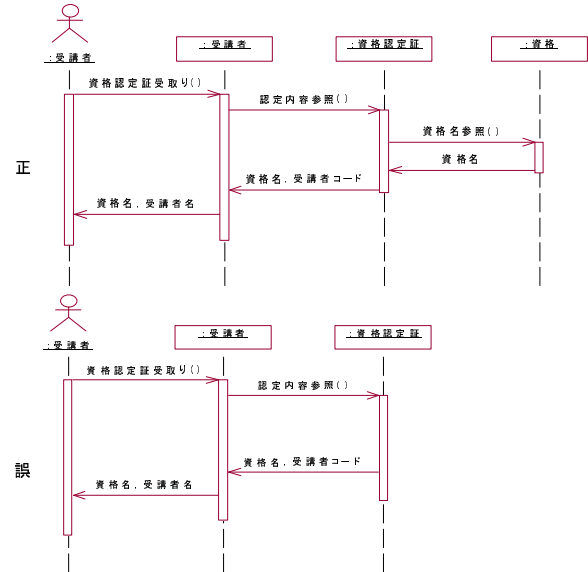 :受講者
:受講者
:資格認定証
:資格
資格認定証受取り()
認定内容参照()
資格名参照()
資格名
正
資格名,受講者コード
資格名,受講者名
:受講者
:受講者
:資格認定証
資格認定証受取り()
認定内容参照()
誤
資格名,受講者コード
資格名,受講者名